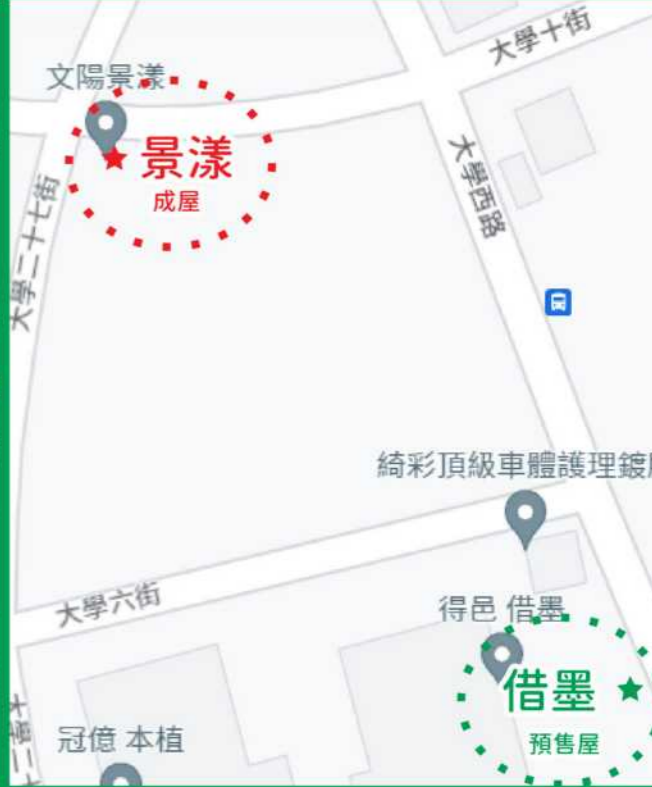 大學十街
文陽景漾
景漾
成屋
大學西路
大學二十七街
綺彩頂級車體護理鍍
大學六街
得邑 借墨
借墨
預售屋
冠億 本植